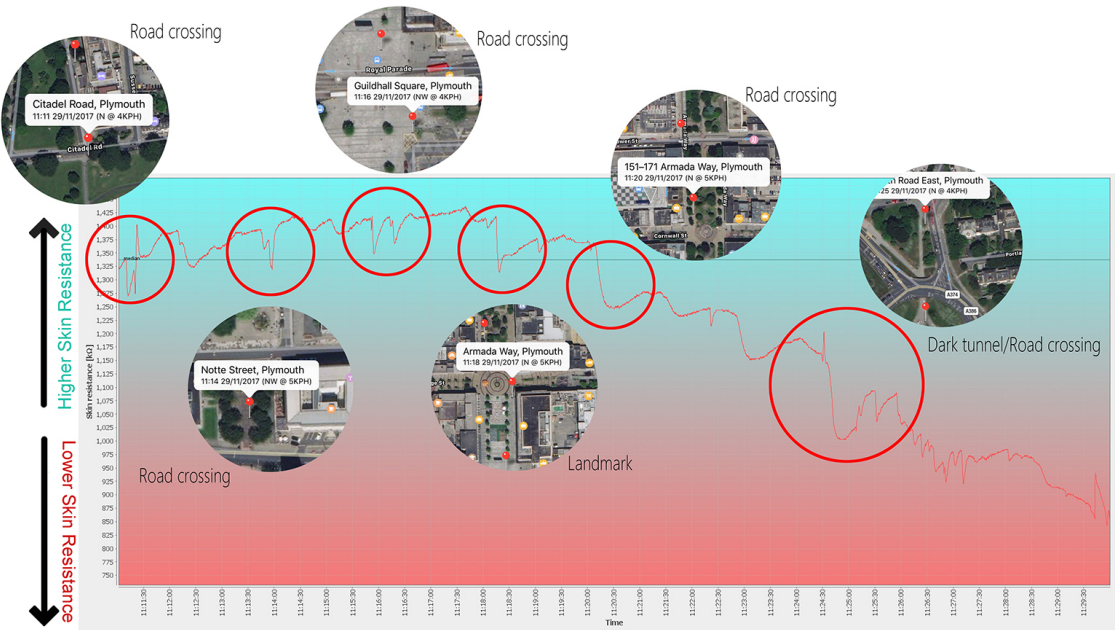 Road crossing
Citadel Road, Plymouth
11:11 29/11/2017 (N @ 4KPH)
Citadel Rd
Road crossing
Royal Parade
Guildhall Square, Plymouth
11:16 29/11/2017 (NW @ 4KPH)
Road crossing
151–171 Armada Way, Plymouth
11:20 29/11/2017 (N @ 5KPH)
Cornwall St
Road East, Plymouth
25 29/11/2017 (N @ 4KPH)
A374
A386
Dark tunnel/Road crossing
Notte Street, Plymouth
11:14 29/11/2017 (NW @ 5KPH)
Road crossing
Armada Way, Plymouth
11:18 29/11/2017 (N @ 5KPH)
Landmark
Higher Skin Resistance
Lower Skin Resistance
Skin resistance [kΩ]
median
1,425
1,400
1,375
1,350
1,325
1,300
1,275
1,250
1,225
1,200
1,175
1,150
1,125
1,100
1,075
1,050
1,025
1,000
975
950
925
900
875
850
825
800
775
750
11:11:30
11:12:00
11:12:30
11:13:00
11:13:30
11:14:00
11:14:30
11:15:00
11:15:30
11:16:00
11:16:30
11:17:00
11:17:30
11:18:00
11:18:30
11:19:00
11:19:30
11:20:00
11:20:30
11:21:00
11:21:30
11:22:00
11:22:30
11:23:00
11:23:30
11:24:00
11:24:30
11:25:00
11:25:30
11:26:00
11:26:30
11:27:00
11:27:30
11:28:00
11:28:30
11:29:00
11:29:30
Time